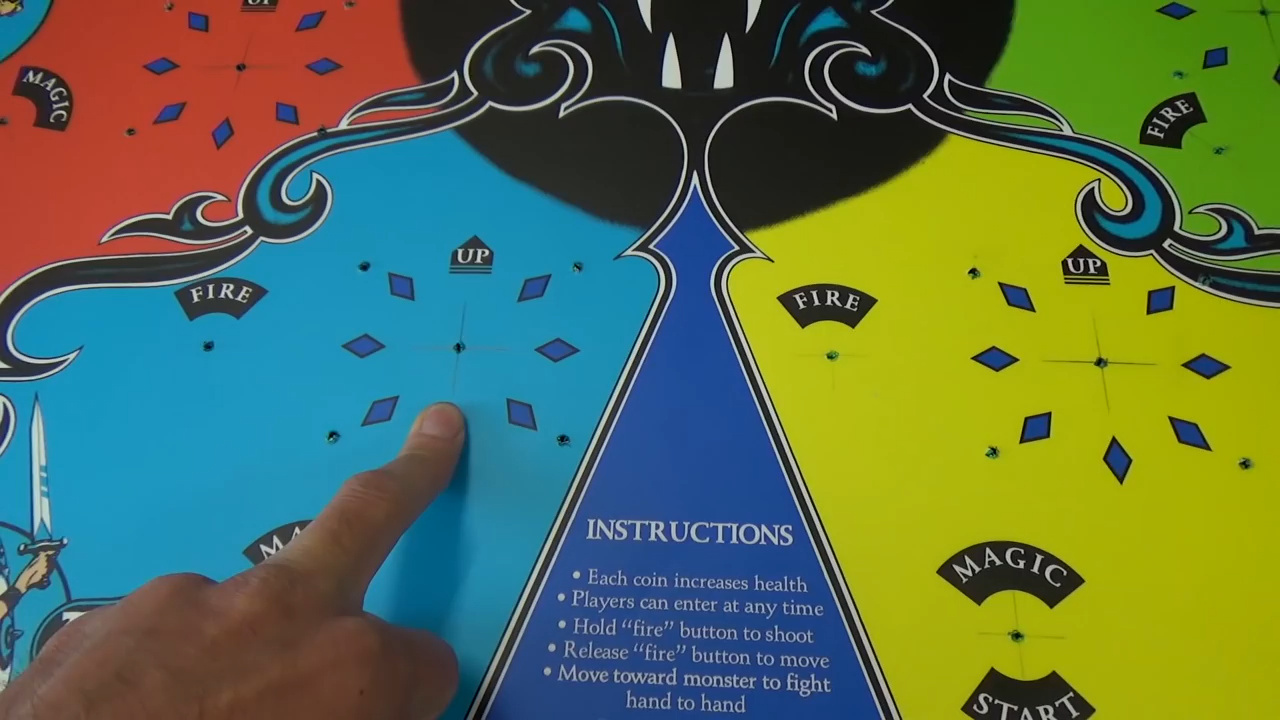 UP
MAGIC
FIRE
UP
FIRE
UP
FIRE
MAGIC
START
INSTRUCTIONS
• Each coin increases health
• Players can enter at any time
• Hold “fire” button to shoot
• Release “fire” button to move
• Move toward monster to fight
hand to hand